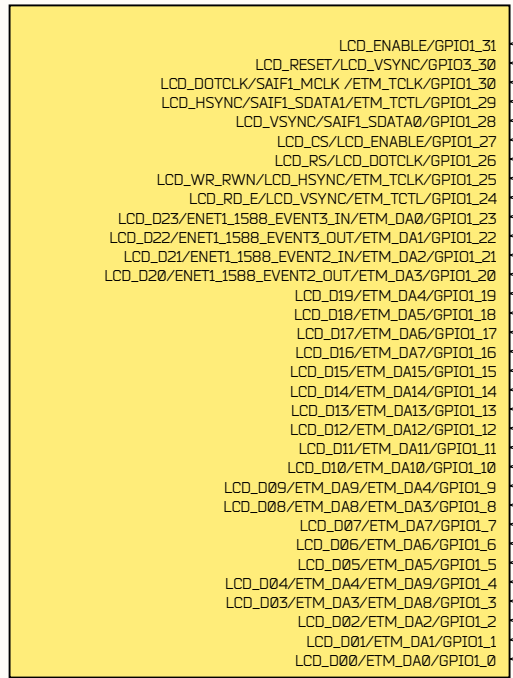 LCD_ENABLE/GPIO1_31
LCD_RESET/LCD_VSYNC/GPIO3_30
LCD_DOTCLK/SAIF1_MCLK /ETM_TCLK/GPIO1_30
LCD_HSYNC/SAIF1_SDATA1/ETM_TCTL/GPIO1_29
LCD_VSYNC/SAIF1_SDATA0/GPIO1_28
LCD_CS/LCD_ENABLE/GPIO1_27
LCD_RS/LCD_DOTCLK/GPIO1_26
LCD_WR_RWN/LCD_HSYNC/ETM_TCLK/GPIO1_25
LCD_RD_E/LCD_VSYNC/ETM_TCTL/GPIO1_24
LCD_D23/ENET1_1588_EVENT3_IN/ETM_DA0/GPIO1_23
LCD_D22/ENET1_1588_EVENT3_OUT/ETM_DA1/GPIO1_22
LCD_D21/ENET1_1588_EVENT2_IN/ETM_DA2/GPIO1_21
LCD_D20/ENET1_1588_EVENT2_OUT/ETM_DA3/GPIO1_20
LCD_D19/ETM_DA4/GPIO1_19
LCD_D18/ETM_DA5/GPIO1_18
LCD_D17/ETM_DA6/GPIO1_17
LCD_D16/ETM_DA7/GPIO1_16
LCD_D15/ETM_DA15/GPIO1_15
LCD_D14/ETM_DA14/GPIO1_14
LCD_D13/ETM_DA13/GPIO1_13
LCD_D12/ETM_DA12/GPIO1_12
LCD_D11/ETM_DA11/GPIO1_11
LCD_D10/ETM_DA10/GPIO1_10
LCD_D09/ETM_DA9/ETM_DA4/GPIO1_9
LCD_D08/ETM_DA8/ETM_DA3/GPIO1_8
LCD_D07/ETM_DA7/GPIO1_7
LCD_D06/ETM_DA6/GPIO1_6
LCD_D05/ETM_DA5/GPIO1_5
LCD_D04/ETM_DA4/ETM_DA9/GPIO1_4
LCD_D03/ETM_DA3/ETM_DA8/GPIO1_3
LCD_D02/ETM_DA2/GPIO1_2
LCD_D01/ETM_DA1/GPIO1_1
LCD_D00/ETM_DA0/GPIO1_0